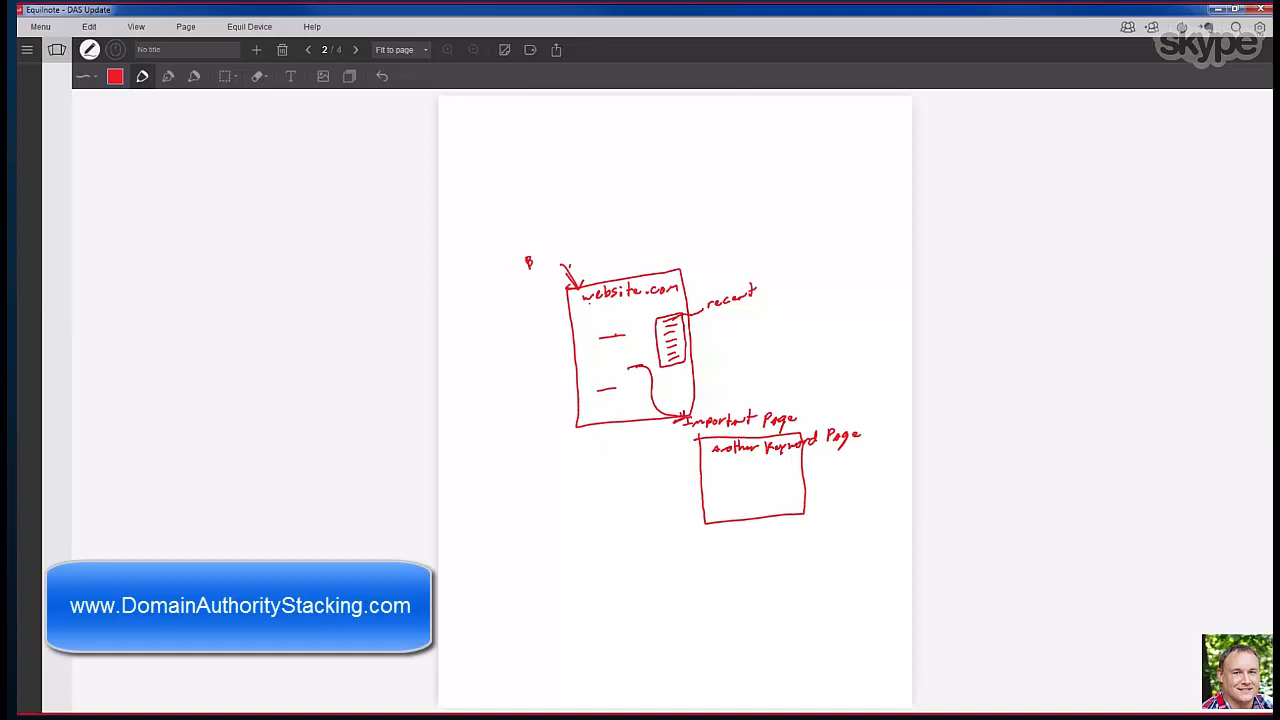 Equilnote - DAS Update
Menu Edit View Page Equil Device Help
skype
No title 2 / 4 Fit to page
B
website.com
recent
Important Page
Another Keyword Page
www.DomainAuthorityStacking.com